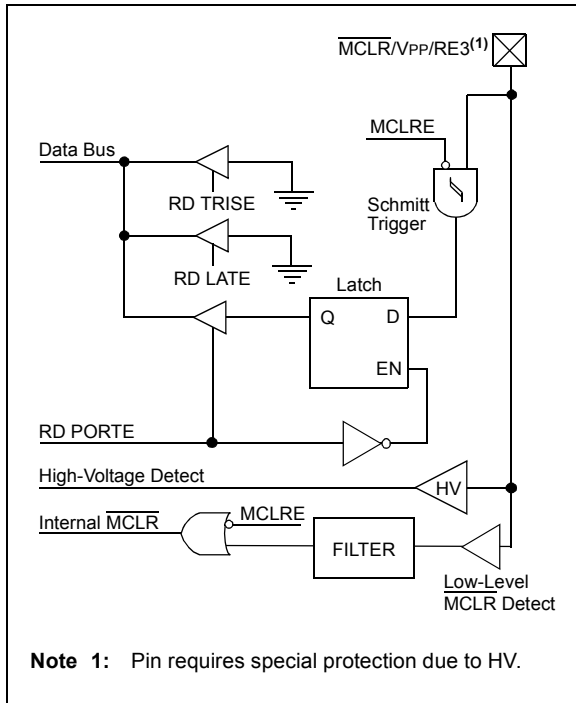 MCLR/VPP/RE3(1)
MCLRE
Data Bus
RD TRISE
Schmitt
Trigger
RD LATE
Latch
Q
D
EN
RD PORTE
High-Voltage Detect
HV
Internal MCLR
MCLRE
FILTER
Low-Level
MCLR Detect
Note 1: Pin requires special protection due to HV.